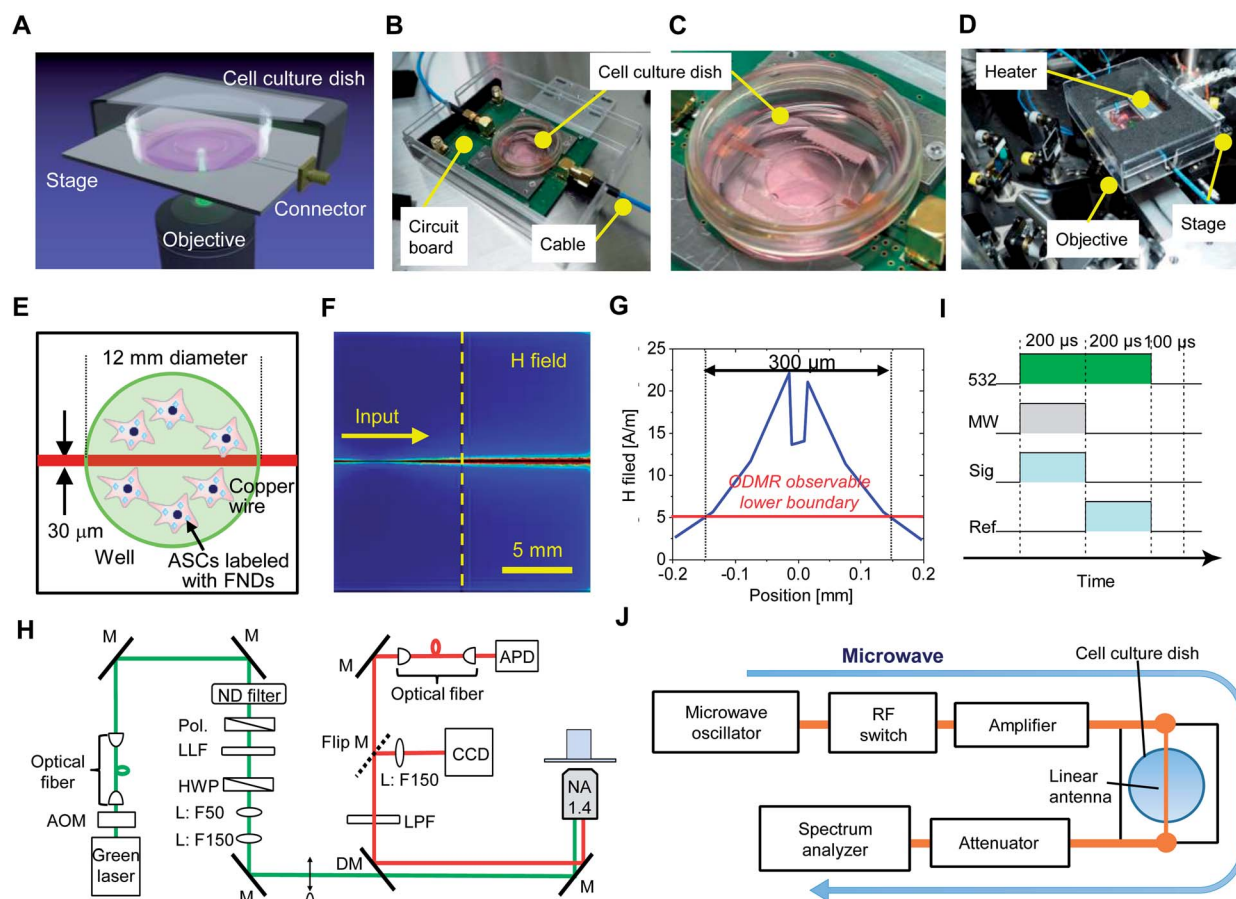 A
Cell culture dish
Stage
Connector
Objective
B
Cell culture dish
Circuit
board
Cable
C
D
Heater
Objective
Stage
E
12 mm diameter
Copper
wire
30 μm
Well
ASCs labeled
with FNDs
F
H field
Input
5 mm
G
H filed [A/m]
25
20
15
10
5
0
300 μm
ODMR observable
lower boundary
-0.2
-0.1
0.0
0.1
0.2
Position [mm]
I
200 μs
200 μs
100 μs
532
MW
Sig
Ref
Time
H
M
M
ND filter
Pol.
LLF
HWP
L: F50
L: F150
Optical
fiber
AOM
Green
laser
M
M
APD
Optical fiber
Flip M
CCD
L: F150
LPF
DM
NA
1.4
M
J
Microwave
Cell culture dish
Microwave
oscillator
RF
switch
Amplifier
Linear
antenna
Spectrum
analyzer
Attenuator